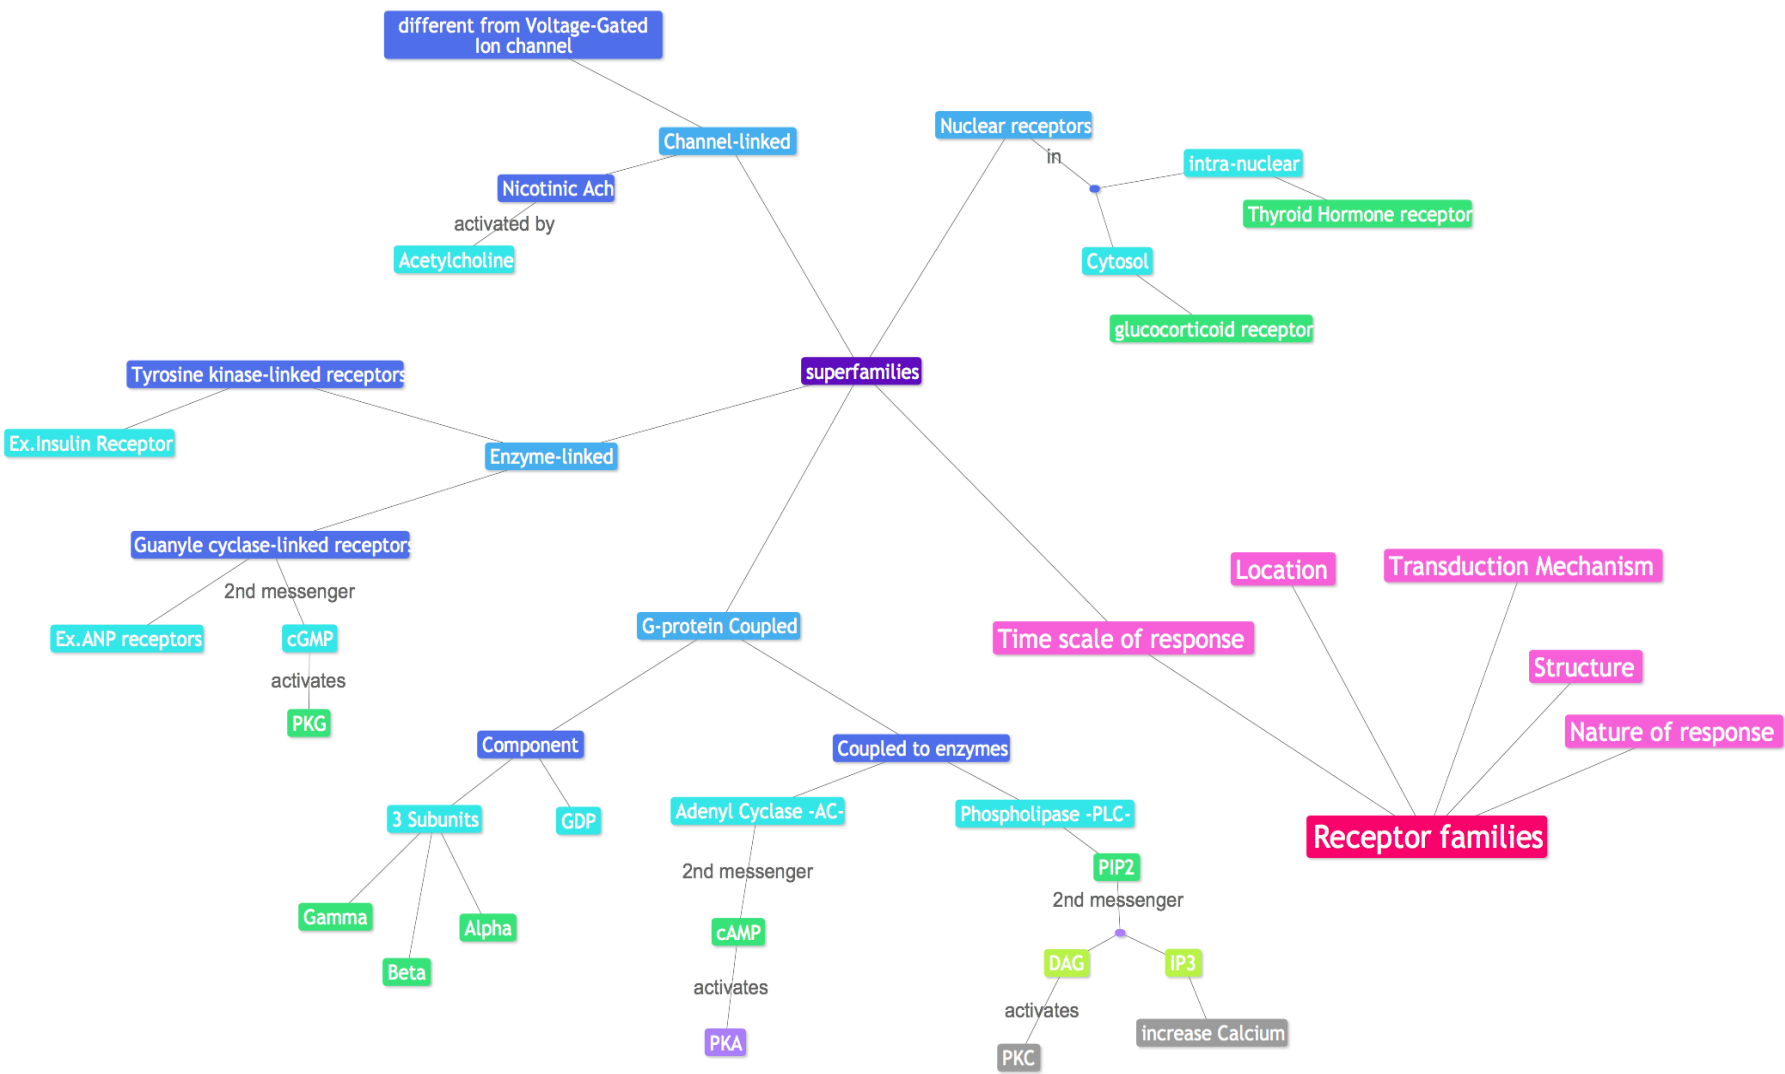 different from Voltage-Gated
Ion channel
Channel-linked
Nicotinic Ach
activated by
Acetylcholine
Nuclear receptors
in
intra-nuclear
Thyroid Hormone receptor
Cytosol
glucocorticoid receptor
superfamilies
Tyrosine kinase-linked receptors
Ex.Insulin Receptor
Enzyme-linked
Guanyle cyclase-linked receptors
2nd messenger
Ex.ANP receptors
cGMP
activates
PKG
G-protein Coupled
Component
3 Subunits
GDP
Gamma
Beta
Alpha
Coupled to enzymes
Adenyl Cyclase -AC-
2nd messenger
cAMP
activates
PKA
Phospholipase -PLC-
PIP2
2nd messenger
DAG
IP3
activates
PKC
increase Calcium
Time scale of response
Location
Transduction Mechanism
Structure
Nature of response
Receptor families